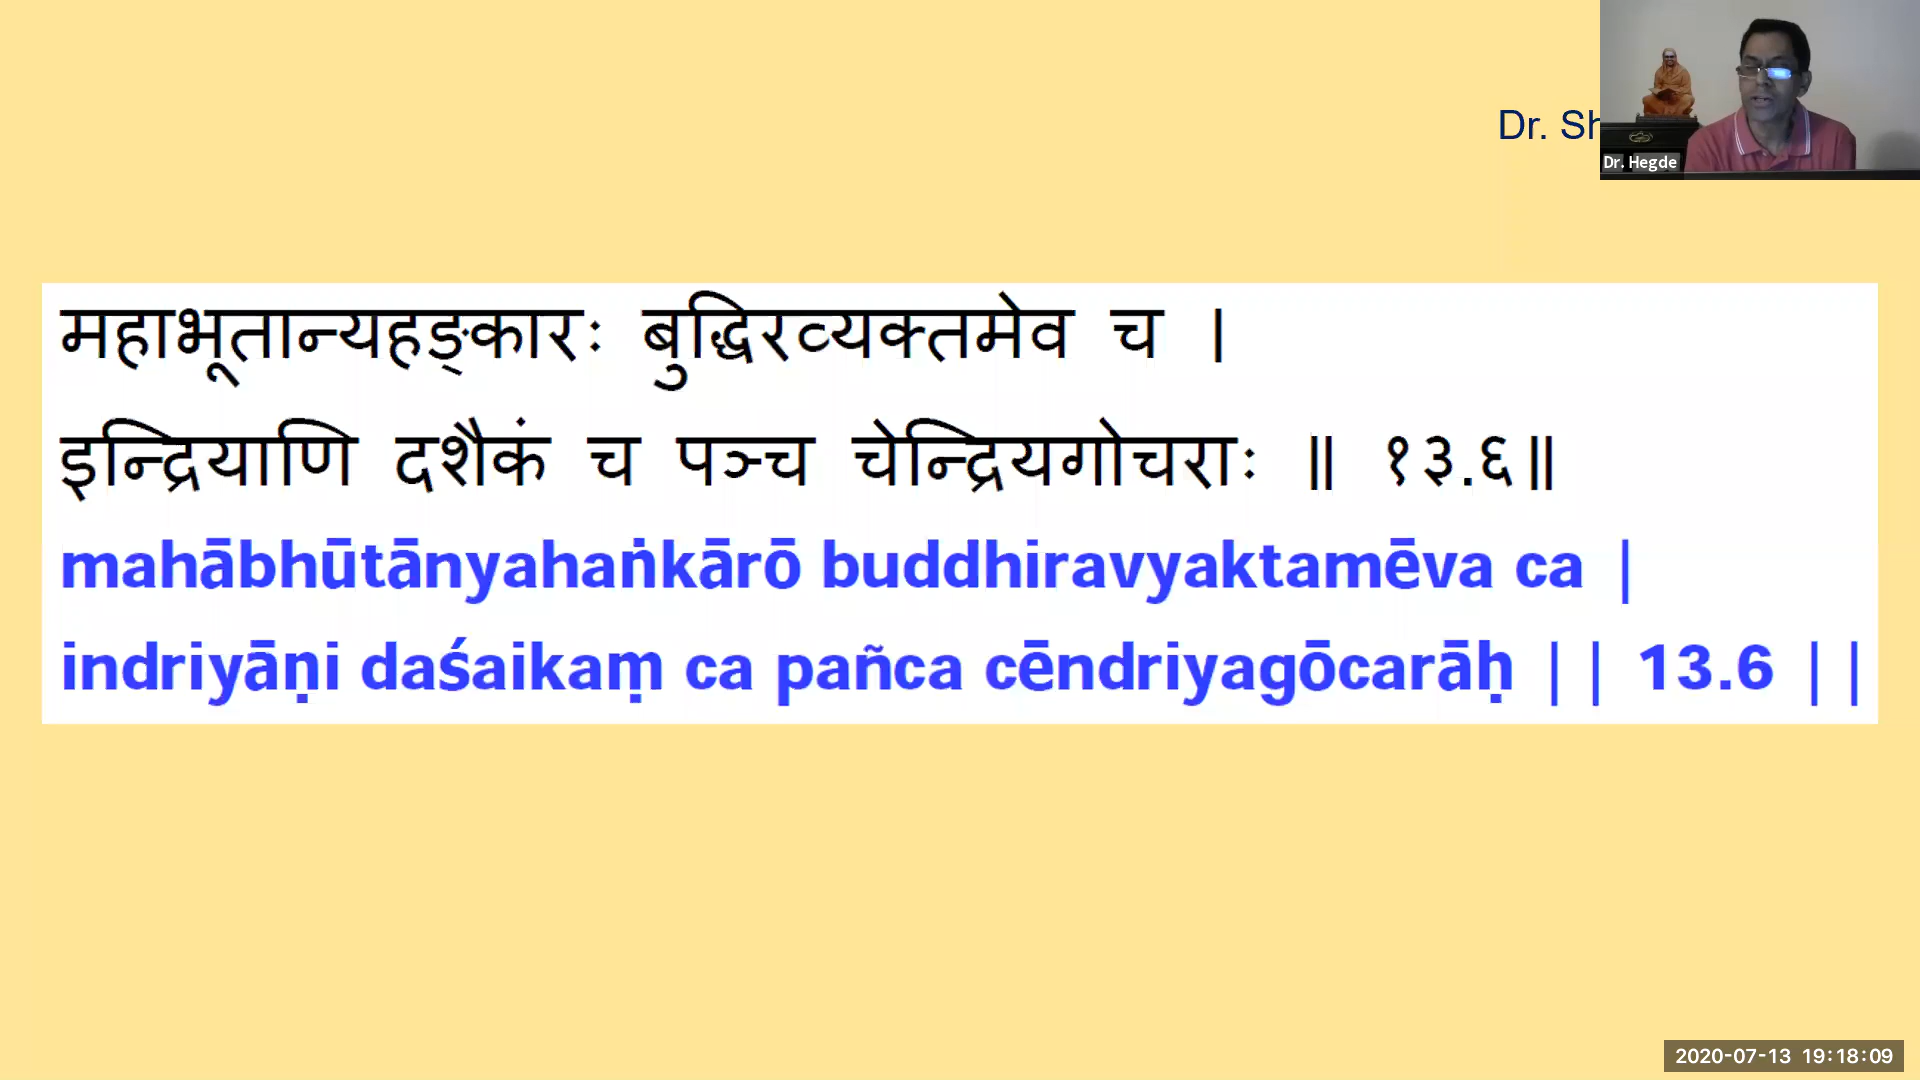 Dr. Sh
Dr. Hegde
महाभूतान्यहङ्कारः बुद्धिरव्यक्तमेव च |
इन्द्रियाणि दशैकं च पञ्च चेन्द्रियगोचराः || १३.६||
mahābhūtānyahaṅkārō buddhiravyaktamēva ca |
indriyāṇi daśaikaṃ ca pañca cēndriyagōcarāḥ || 13.6 ||
2020-07-13 19:18:09